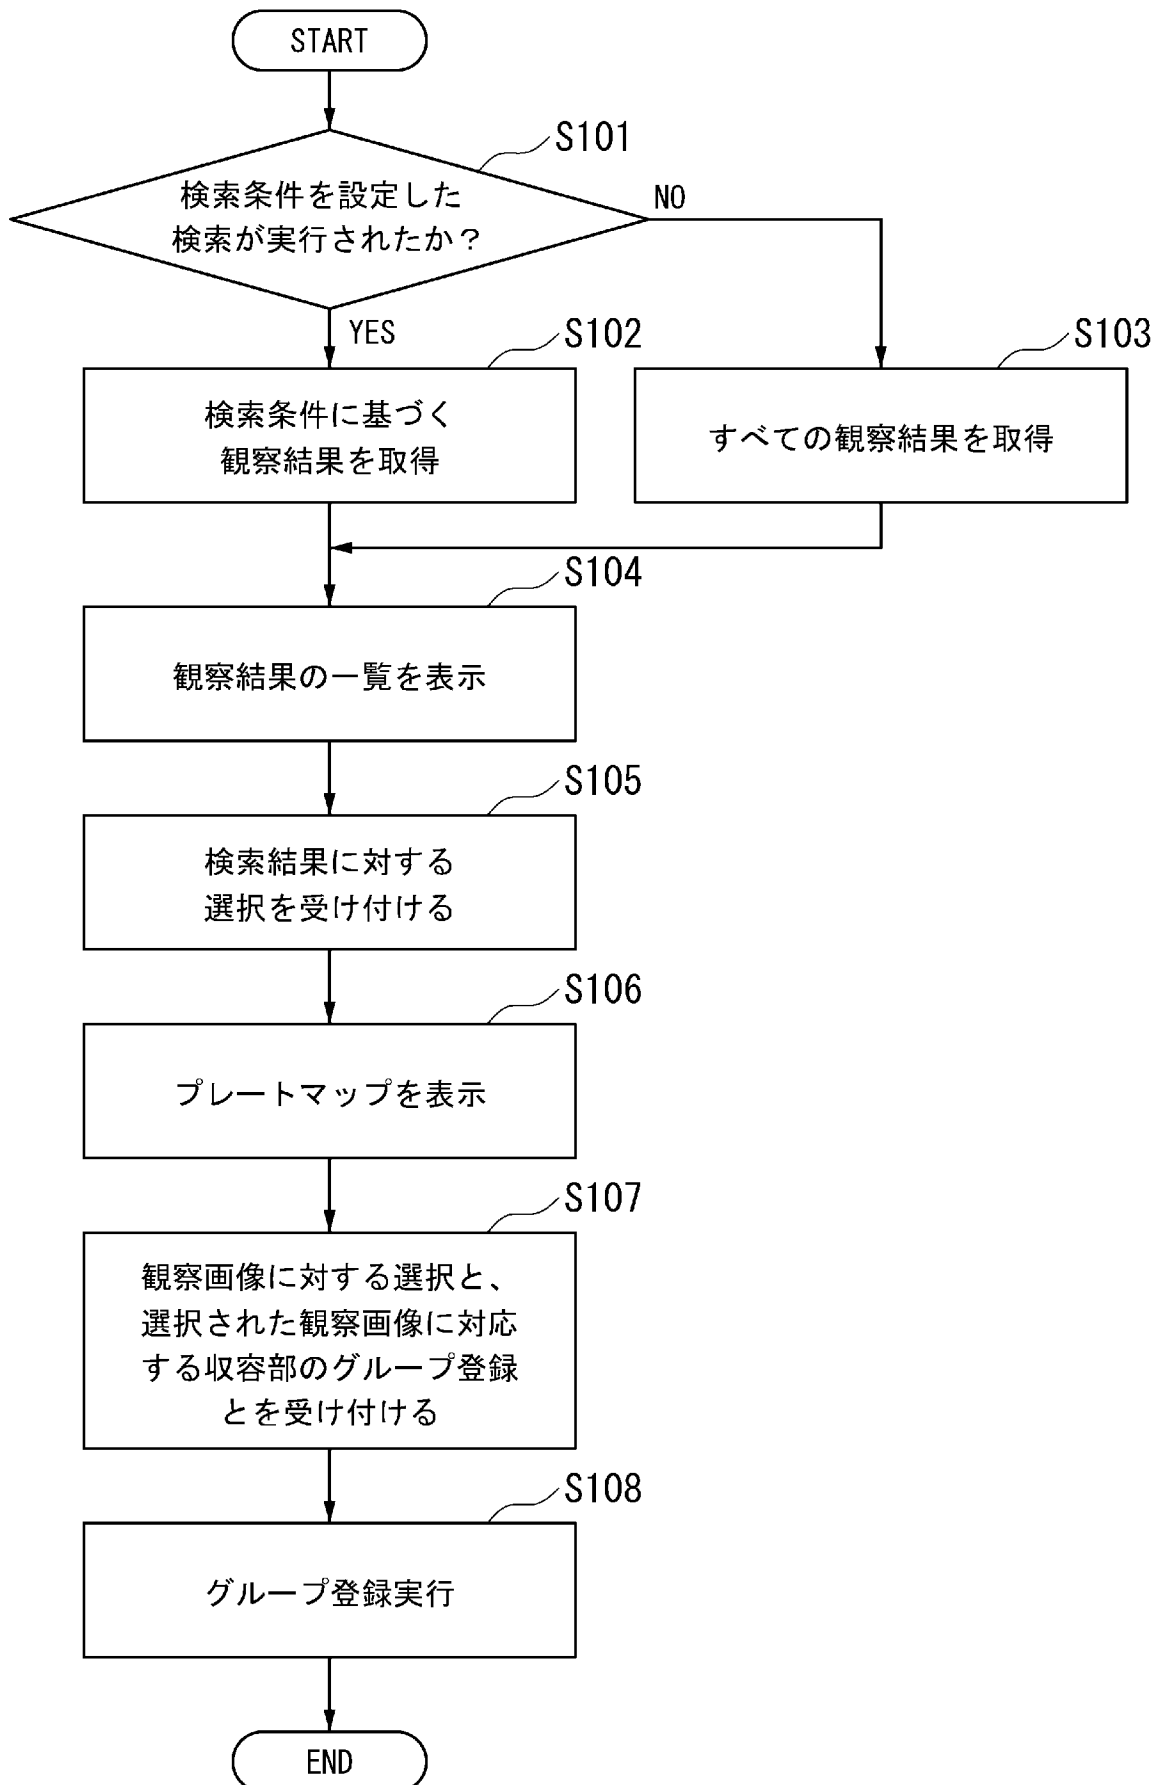 START
S101
検索条件を設定した
検索が実行されたか？
NO
YES
S102
検索条件に基づく
観察結果を取得
S103
すべての観察結果を取得
S104
観察結果の一覧を表示
S105
検索結果に対する
選択を受け付ける
S106
プレートマップを表示
S107
観察画像に対する選択と、
選択された観察画像に対応
する収容部のグループ登録
とを受け付ける
S108
グループ登録実行
END